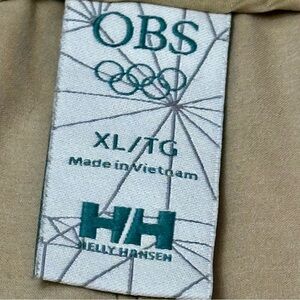 OBS
XL/TG
Made in Vietnam
HH
HELLY HANSEN